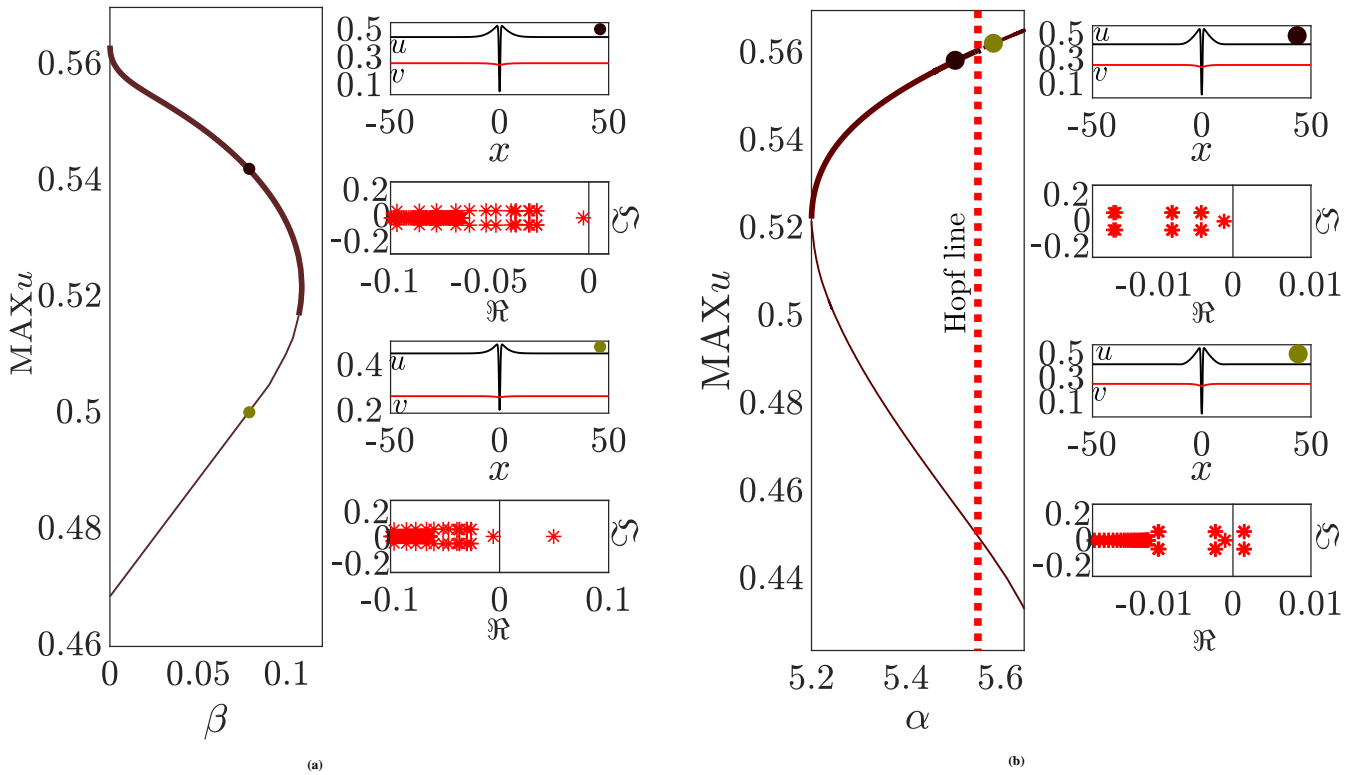 0.56
0.54
0.52
0.5
0.48
0.46
MAXu
0 0.05 0.1
β
0.5
0.3
0.1
u
v
-50 0 50
x
0.2
0
-0.2
ℑ
-0.1 -0.05 0
ℜ
0.4
0.2
u
v
-50 0 50
x
0.2
0
-0.2
ℑ
-0.1 0 0.1
ℜ
(a)
0.56
0.54
0.52
0.5
0.48
0.46
0.44
MAXu
Hopf line
5.2 5.4 5.6
α
0.5
0.3
0.1
u
v
-50 0 50
x
0.2
0
-0.2
ℑ
-0.01 0 0.01
ℜ
0.5
0.3
0.1
u
v
-50 0 50
x
0.2
0
-0.2
ℑ
-0.01 0 0.01
ℜ
(b)